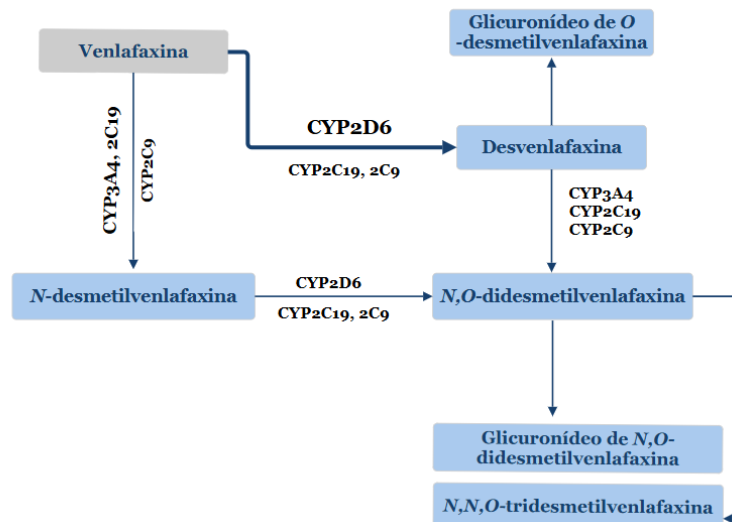 Glicuronídeo de O
-desmetilvenlafaxina
Venlafaxina
CYP2D6
Desvenlafaxina
CYP2C19, 2C9
CYP3A4, 2C19
CYP2C9
CYP3A4
CYP2C19
CYP2C9
N-desmetilvenlafaxina
CYP2D6
CYP2C19, 2C9
N,O-didesmetilvenlafaxina
Glicuronídeo de N,O-
didesmetilvenlafaxina
N,N,O-tridesmetilvenlafaxina